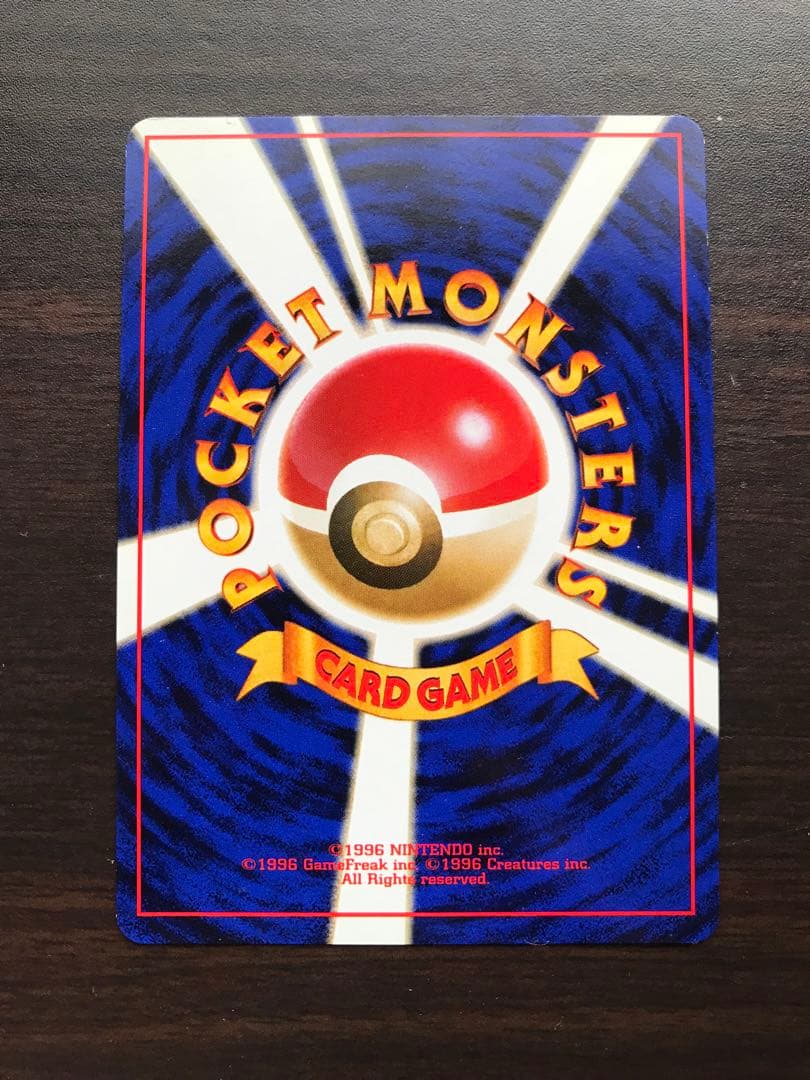 POCKET MONSTERS
CARD GAME
©1996 NINTENDO inc.
©1996 GameFreak inc. ©1996 Creatures inc.
All Rights reserved.